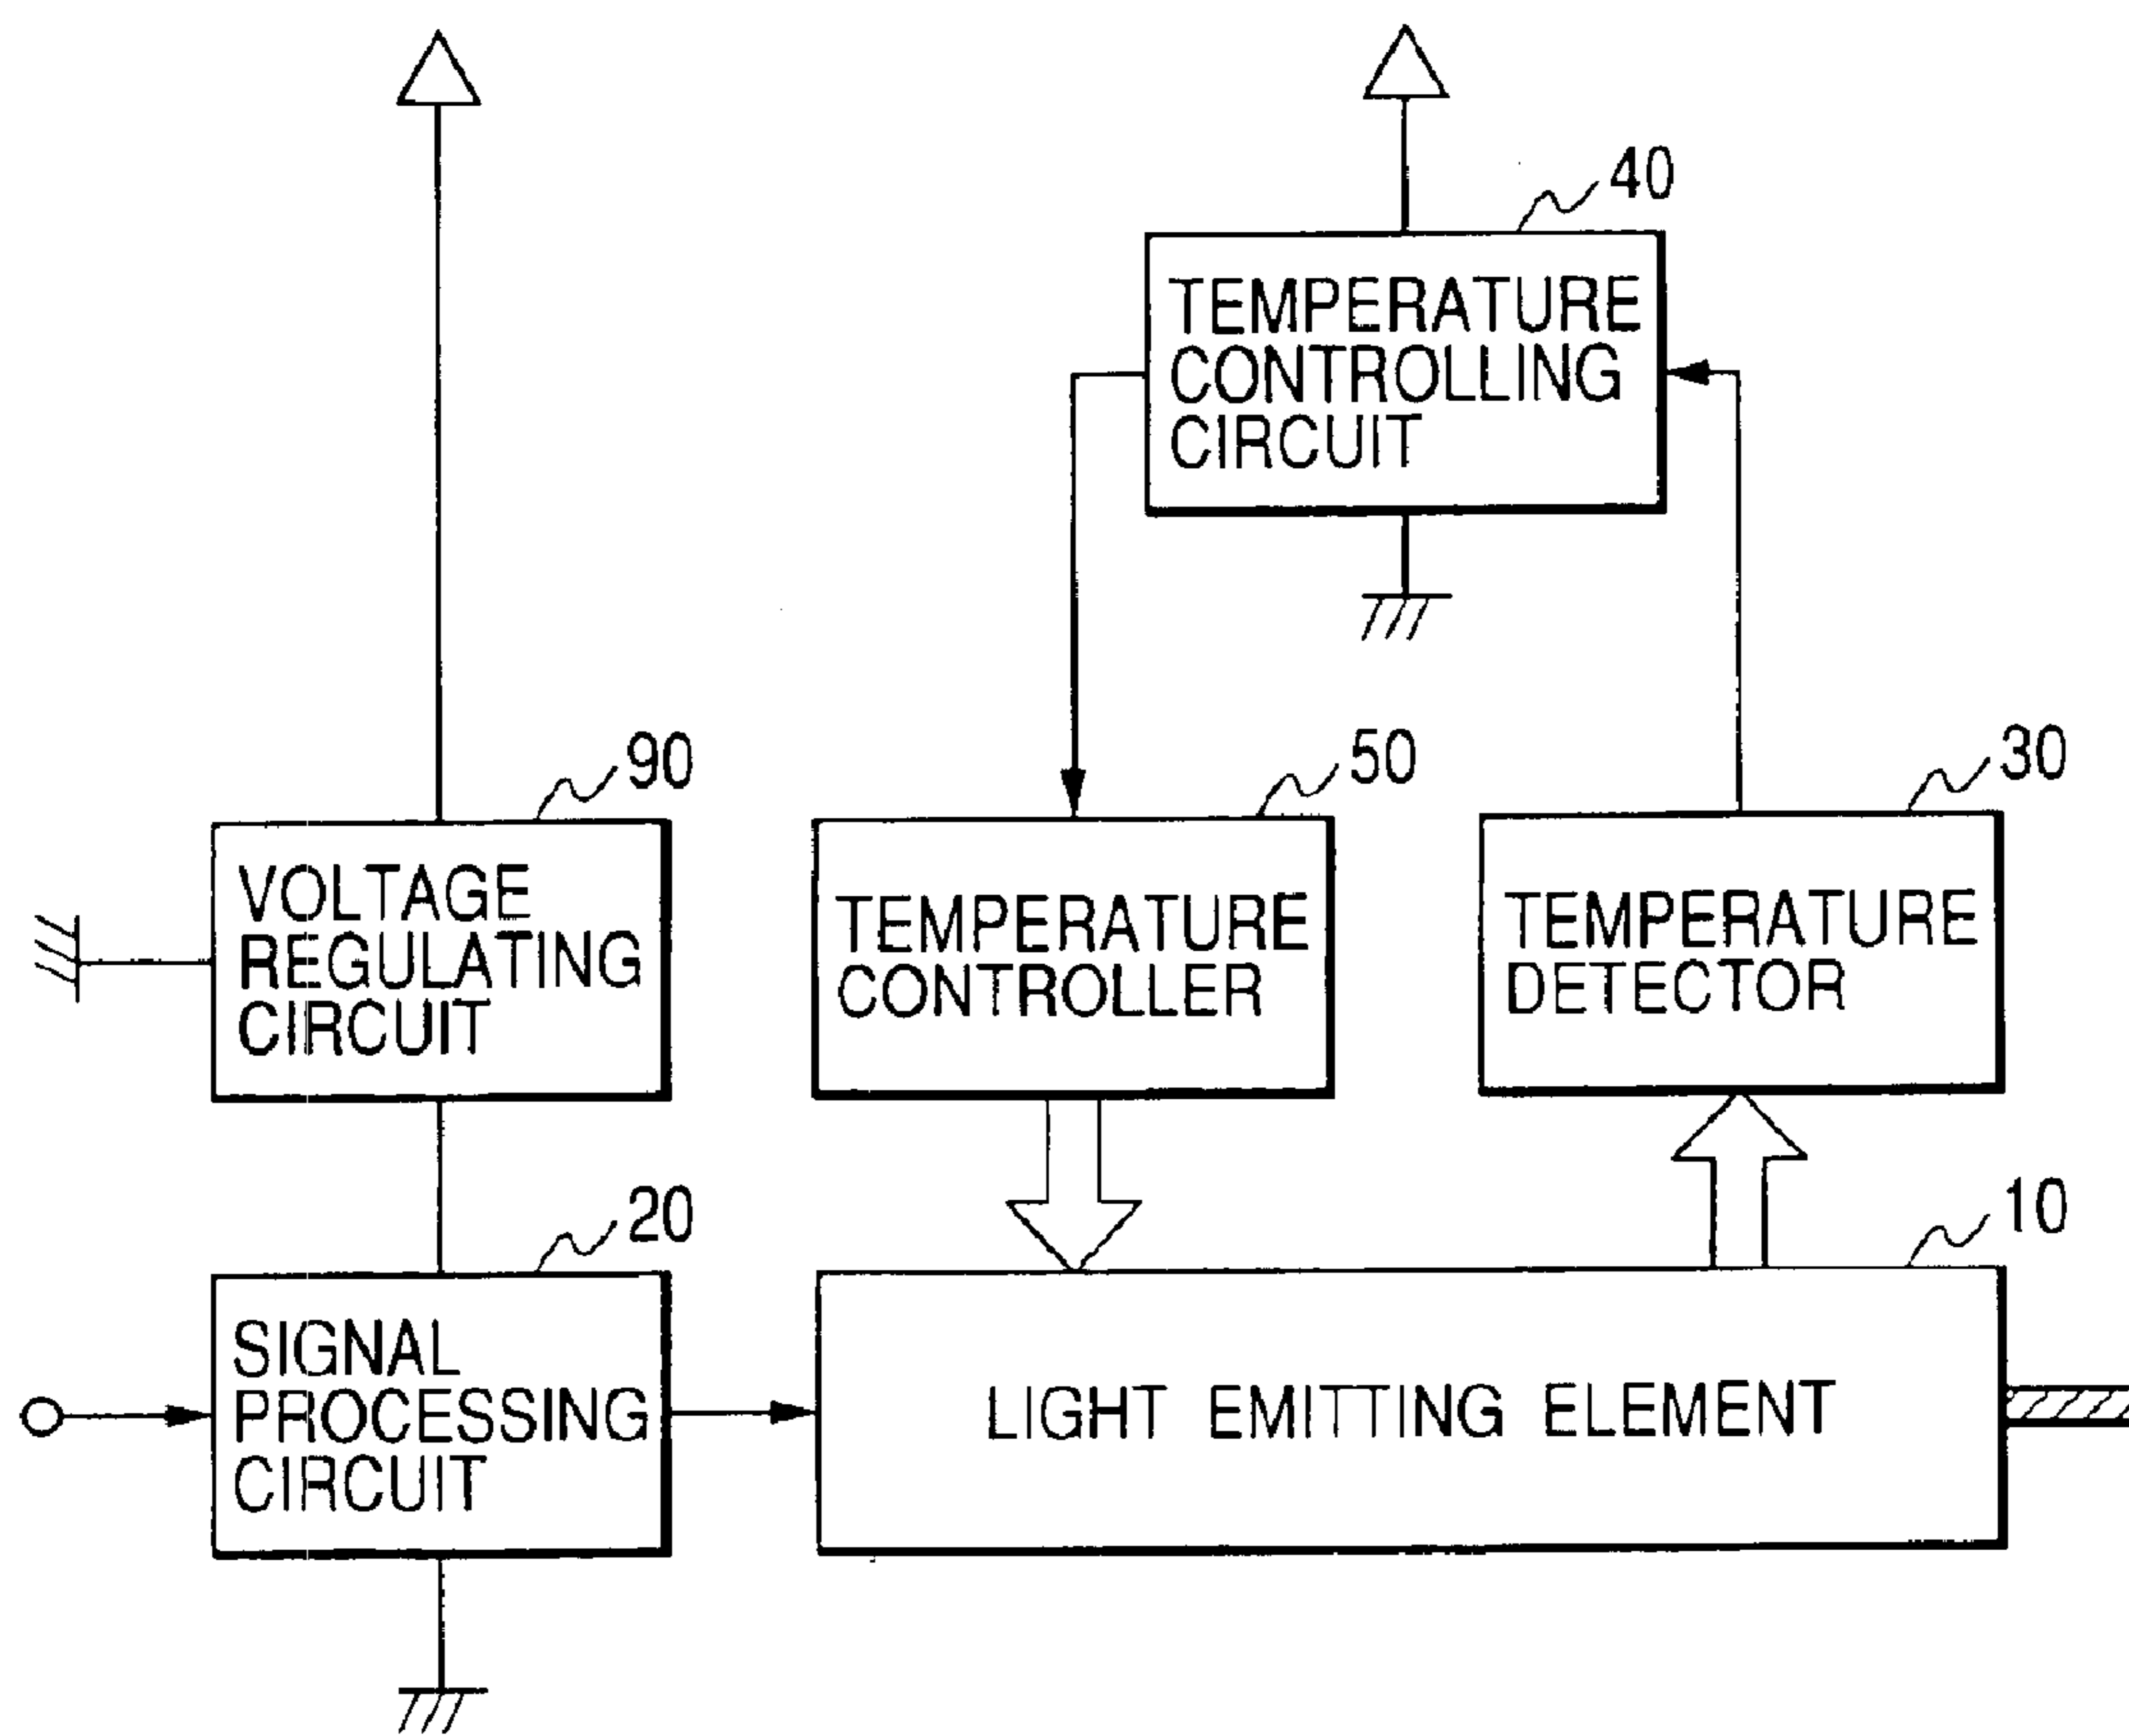 40
TEMPERATURE
CONTROLLING
CIRCUIT
90
VOLTAGE
REGULATING
CIRCUIT
50
TEMPERATURE
CONTROLLER
30
TEMPERATURE
DETECTOR
20
SIGNAL
PROCESSING
CIRCUIT
10
LIGHT EMITTING ELEMENT